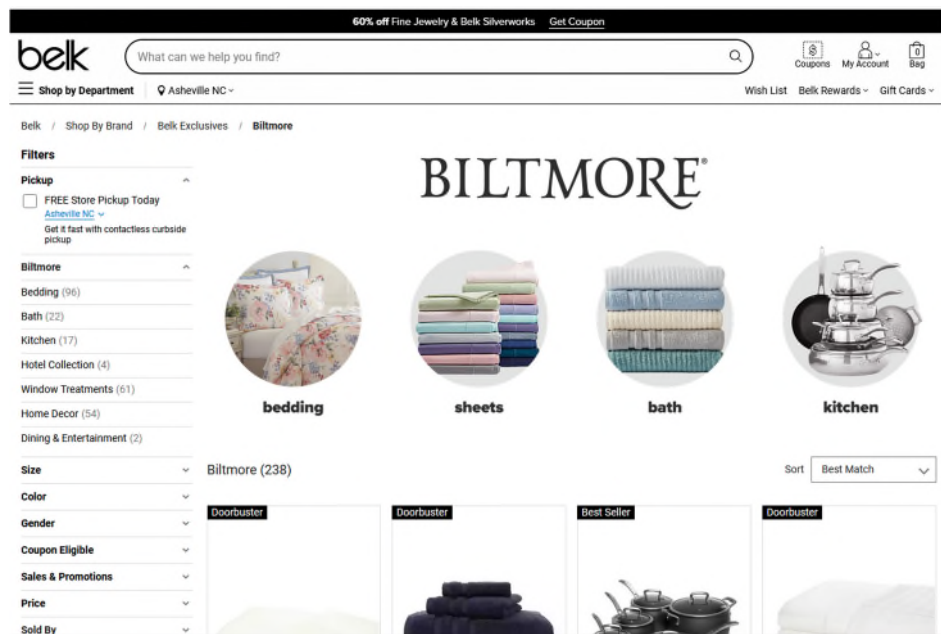 60% off Fine Jewelry & Belk Silverworks Get Coupon
belk
What can we help you find?
Coupons My Account 0 Bag
Shop by Department Asheville NC
Wish List Belk Rewards Gift Cards
Belk / Shop By Brand / Belk Exclusives / Biltmore
Filters
Pickup
FREE Store Pickup Today
Asheville NC
Get it fast with contactless curbside
pickup
Biltmore
Bedding (96)
Bath (22)
Kitchen (17)
Hotel Collection (4)
Window Treatments (61)
Home Decor (54)
Dining & Entertainment (2)
Size
Color
Gender
Coupon Eligible
Sales & Promotions
Price
Sold By
BILTMORE®
bedding sheets bath kitchen
Biltmore (238)
Sort Best Match
Doorbuster Doorbuster Best Seller Doorbuster